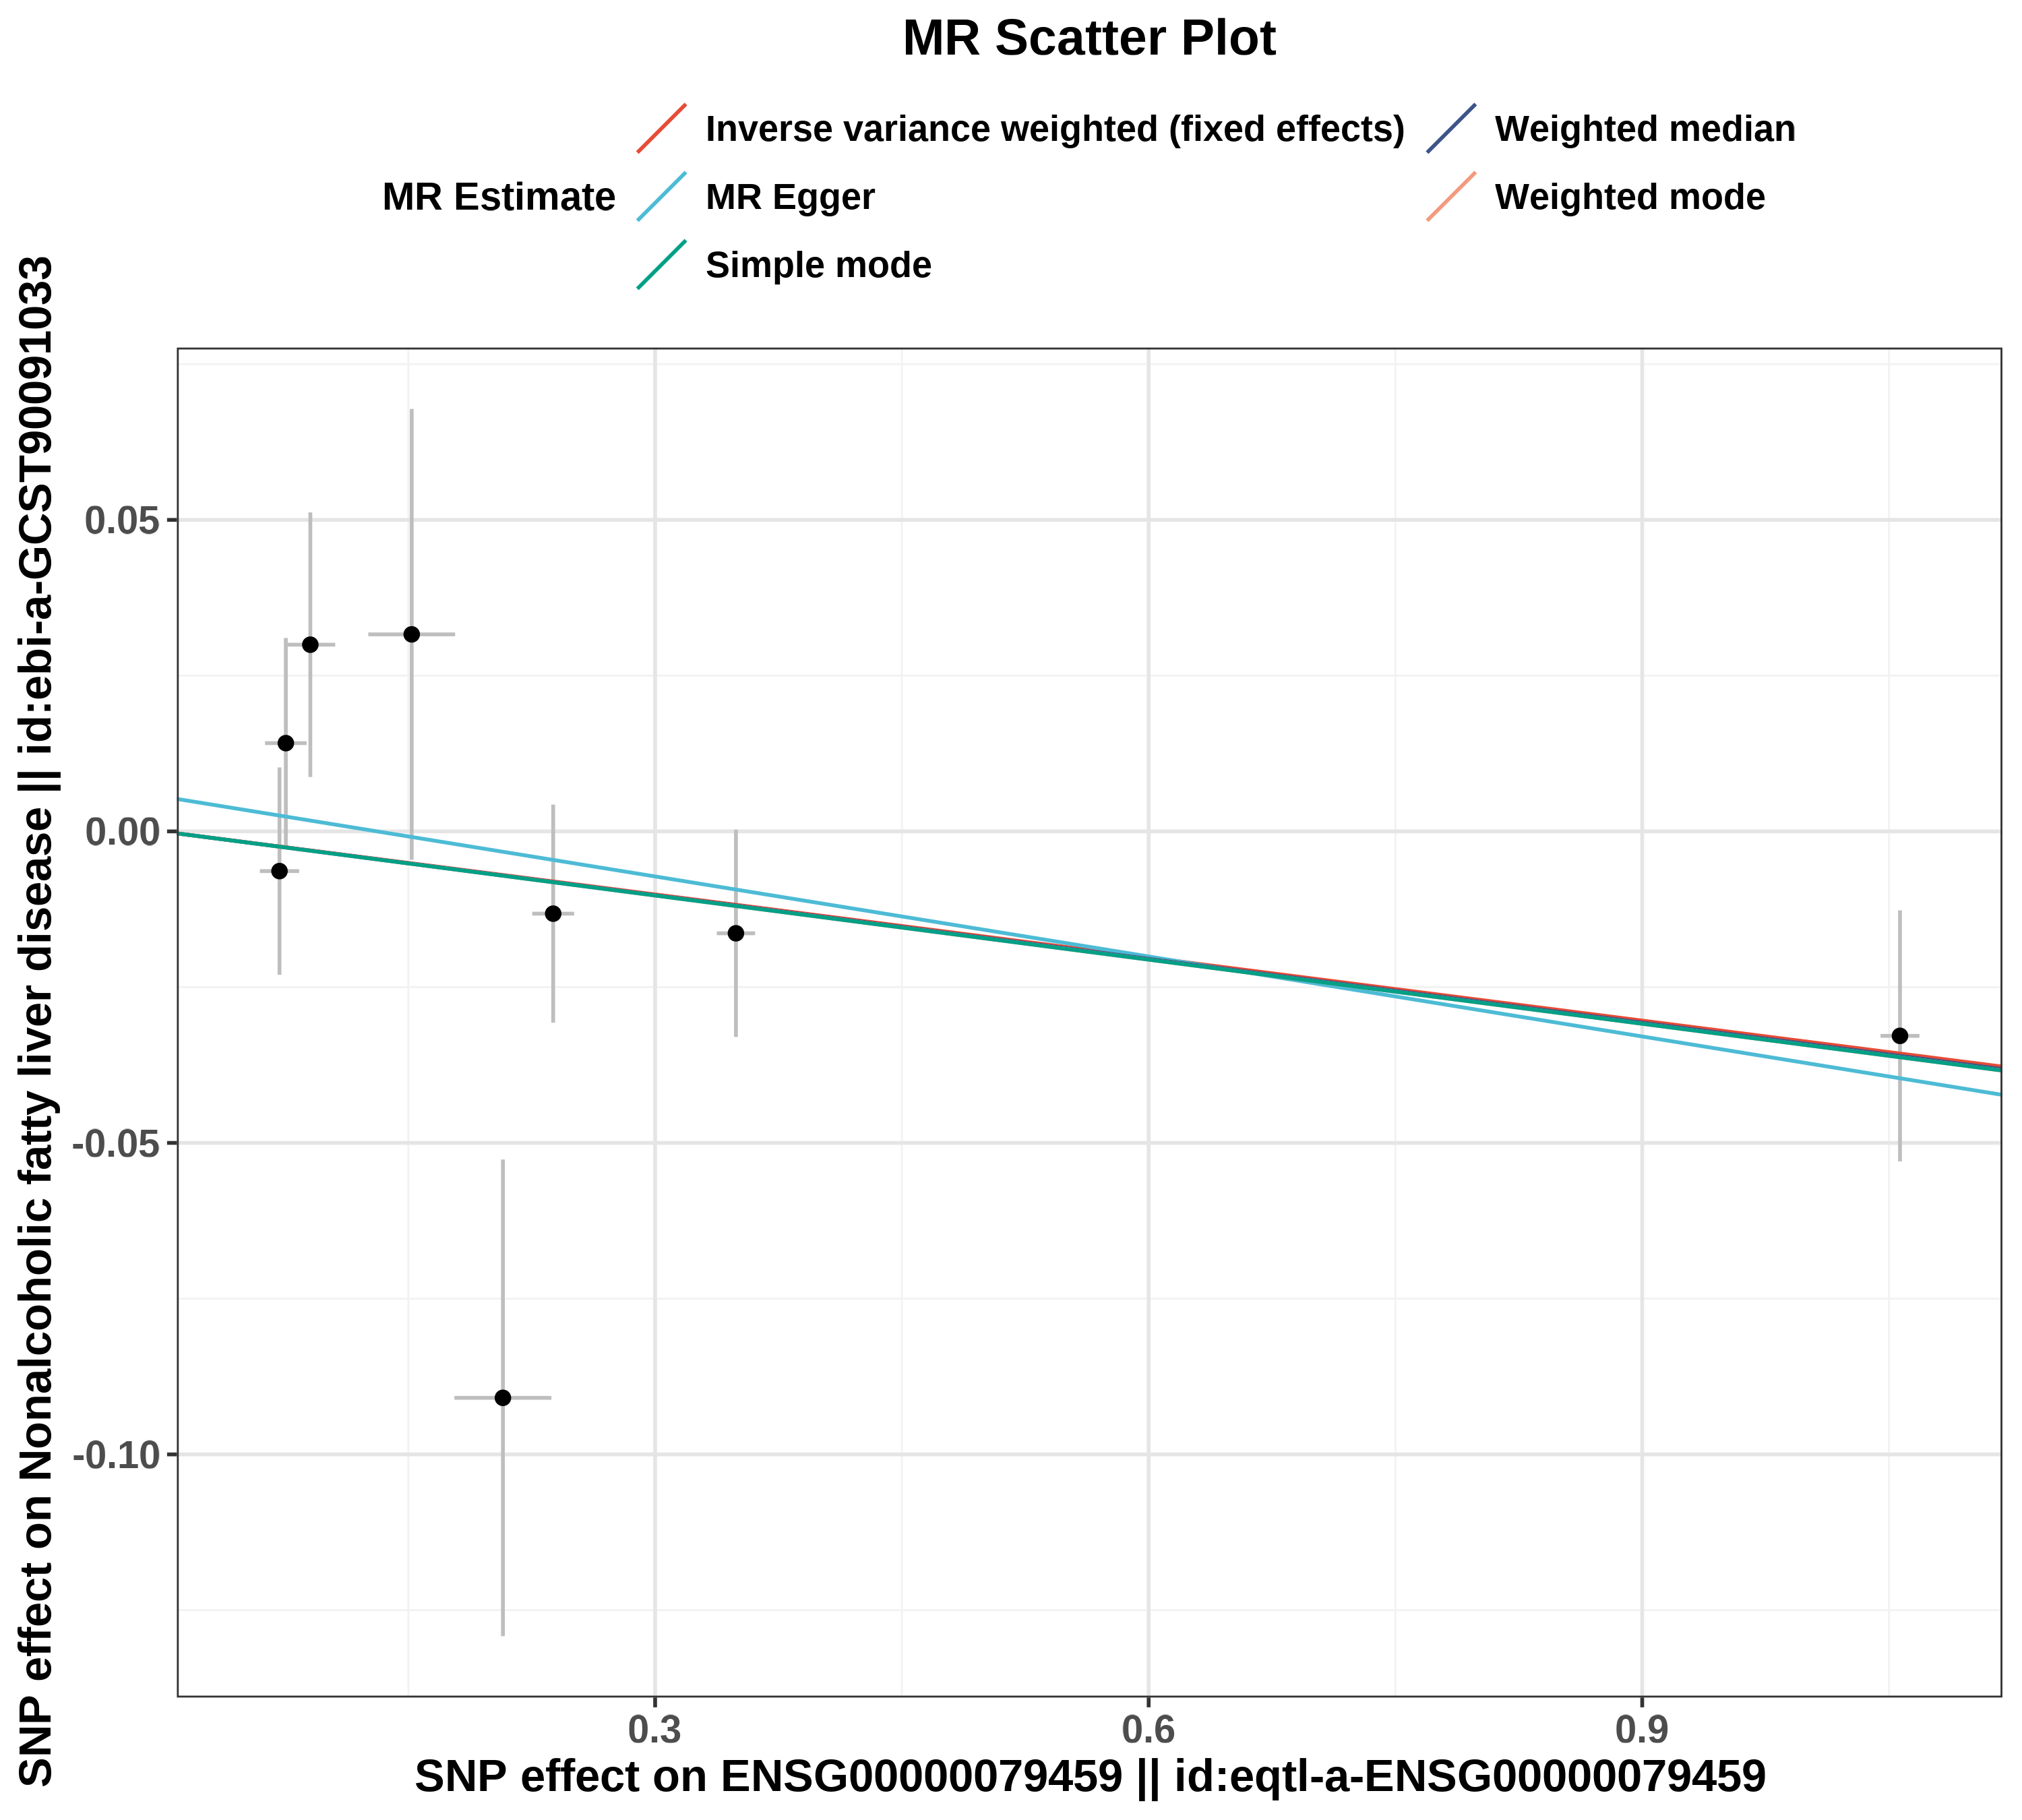 MR Scatter Plot
MR Estimate
Inverse variance weighted (fixed effects)
MR Egger
Simple mode
Weighted median
Weighted mode
SNP effect on Nonalcoholic fatty liver disease || id:ebi-a-GCST90091033
0.05
0.00
-0.05
-0.10
0.3
0.6
0.9
SNP effect on ENSG00000079459 || id:eqtl-a-ENSG00000079459